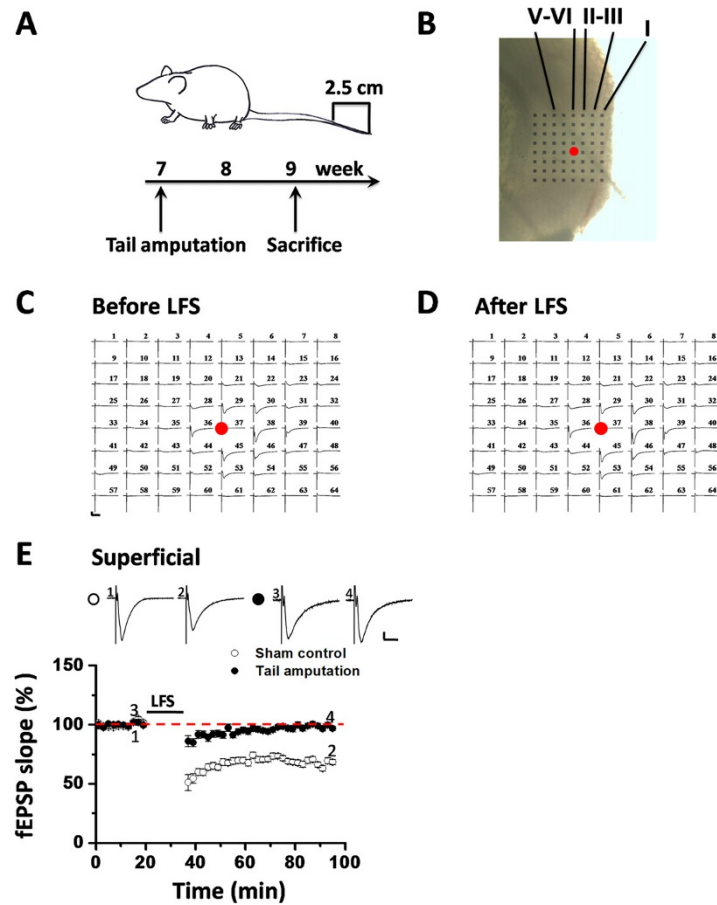 A
2.5 cm
7 8 9 week
Tail amputation Sacrifice
B
V-VI II-III I
C Before LFS
1 2 3 4 5 6 7 8
9 10 11 12 13 14 15 16
17 18 19 20 21 22 23 24
25 26 27 28 29 30 31 32
33 34 35 36 37 38 39 40
41 42 43 44 45 46 47 48
49 50 51 52 53 54 55 56
57 58 59 60 61 62 63 64
D After LFS
1 2 3 4 5 6 7 8
9 10 11 12 13 14 15 16
17 18 19 20 21 22 23 24
25 26 27 28 29 30 31 32
33 34 35 36 37 38 39 40
41 42 43 44 45 46 47 48
49 50 51 52 53 54 55 56
57 58 59 60 61 62 63 64
E Superficial
1 2 3 4
Sham control
Tail amputation
LFS
3
1
4
2
fEPSP slope (%)
150
100
50
0
0 20 40 60 80 100
Time (min)